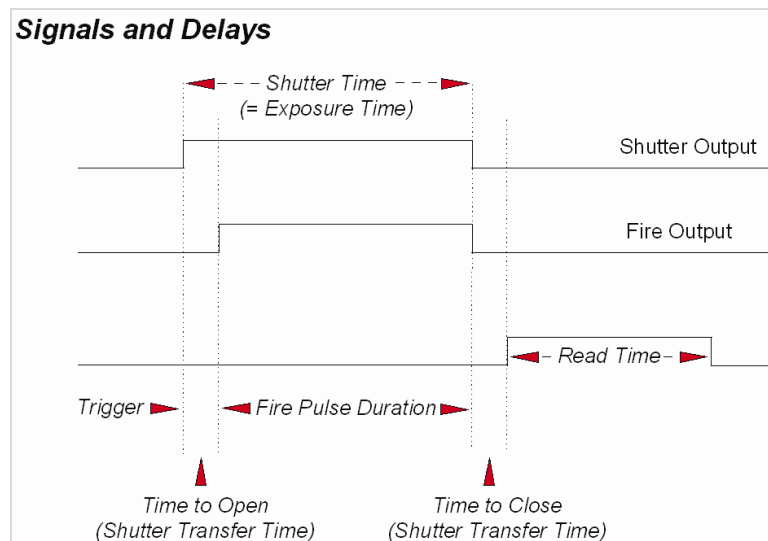 Signals and Delays
Shutter Time
(= Exposure Time)
Shutter Output
Fire Output
Read Time
Trigger
Fire Pulse Duration
Time to Open
(Shutter Transfer Time)
Time to Close
(Shutter Transfer Time)